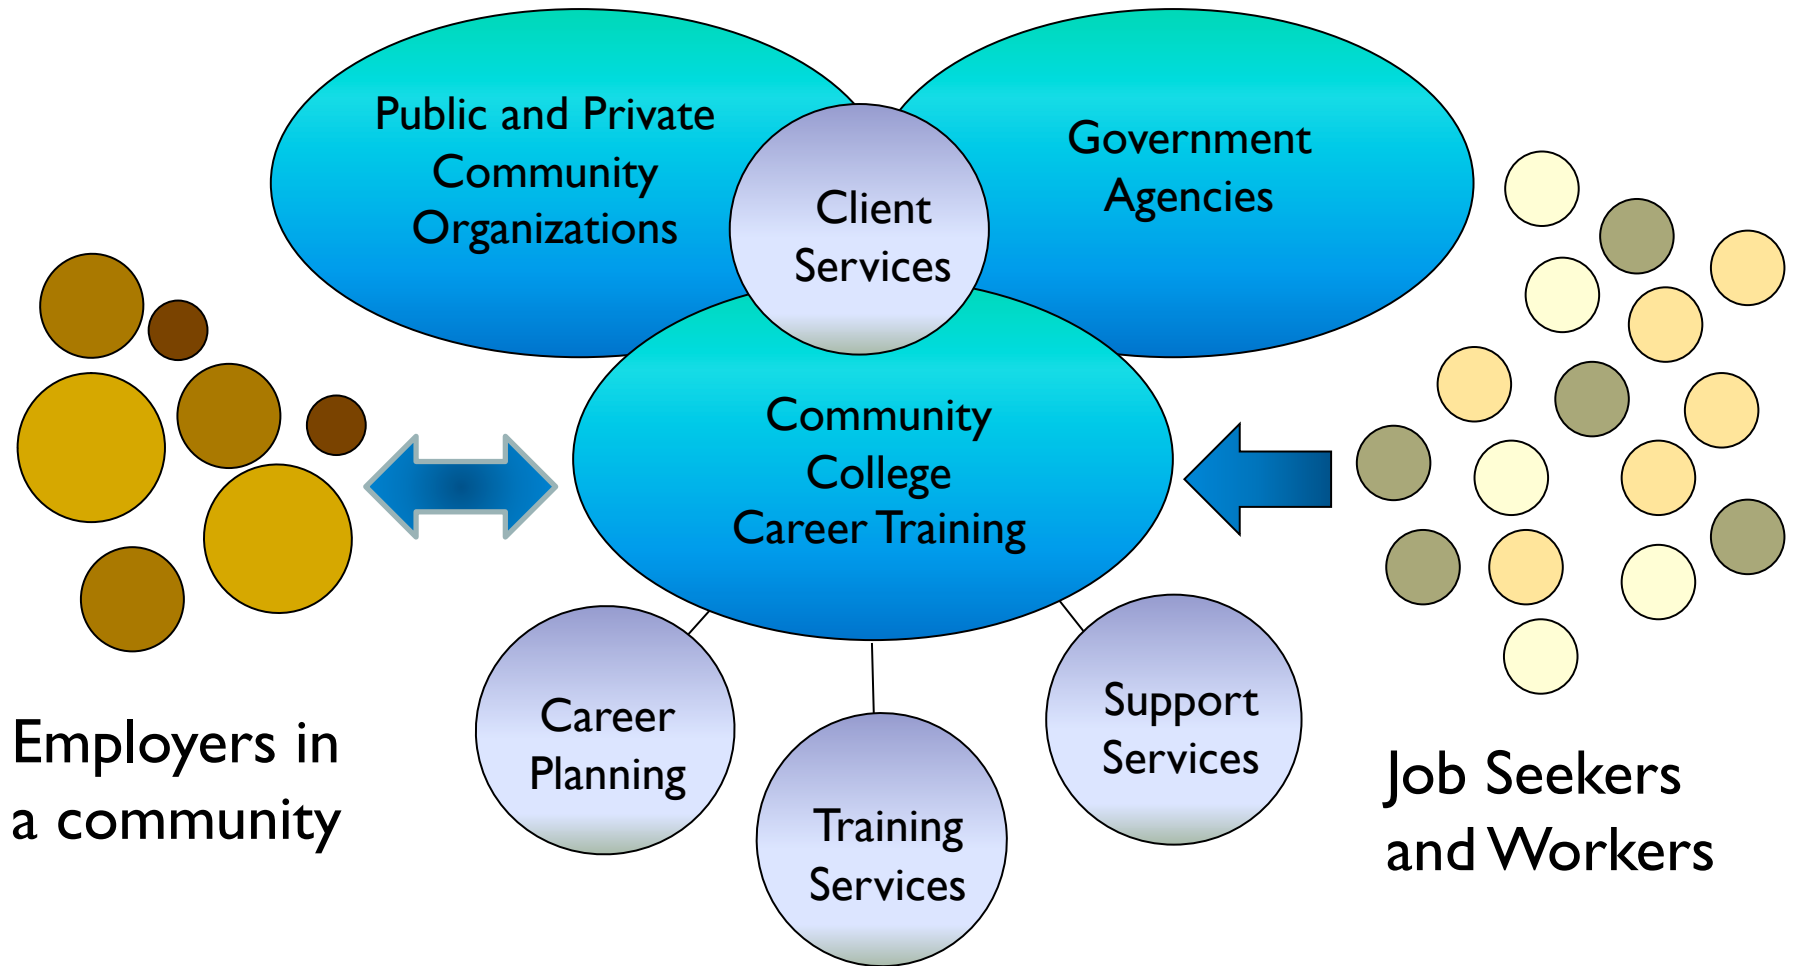 Public and Private
Community
Organizations
Government
Agencies
Client
Services
Community
College
Career Training
Career
Planning
Training
Services
Support
Services
Employers in
a community
Job Seekers
and Workers